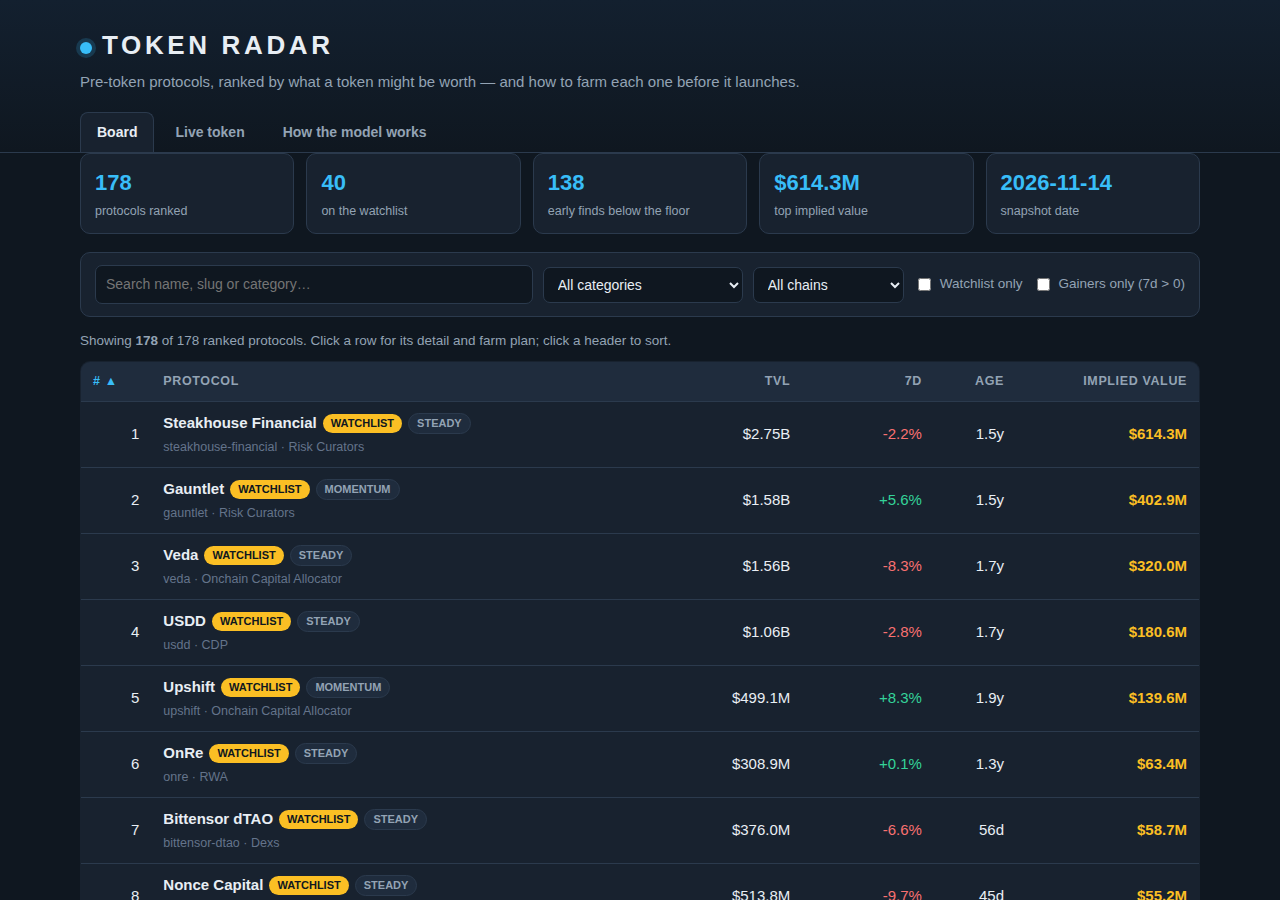 TOKEN RADAR
Pre-token protocols, ranked by what a token might be worth — and how to farm each one before it launches.
Board Live token How the model works
178 40 138 $614.3M 2026-11-14
protocols ranked on the watchlist early finds below the floor top implied value snapshot date
Search name, slug or category… All categories All chains Watchlist only Gainers only (7d > 0)
Showing 178 of 178 ranked protocols. Click a row for its detail and farm plan; click a header to sort.
# ▲ PROTOCOL TVL 7D AGE IMPLIED VALUE
1 Steakhouse Financial WATCHLIST STEADY $2.75B -2.2% 1.5y $614.3M
steakhouse-financial · Risk Curators
2 Gauntlet WATCHLIST MOMENTUM $1.58B +5.6% 1.5y $402.9M
gauntlet · Risk Curators
3 Veda WATCHLIST STEADY $1.56B -8.3% 1.7y $320.0M
veda · Onchain Capital Allocator
4 USDD WATCHLIST STEADY $1.06B -2.8% 1.7y $180.6M
usdd · CDP
5 Upshift WATCHLIST MOMENTUM $499.1M +8.3% 1.9y $139.6M
upshift · Onchain Capital Allocator
6 OnRe WATCHLIST STEADY $308.9M +0.1% 1.3y $63.4M
onre · RWA
7 Bittensor dTAO WATCHLIST STEADY $376.0M -6.6% 56d $58.7M
bittensor-dtao · Dexs
8 Nonce Capital WATCHLIST STEADY $513.8M -9.7% 45d $55.2M